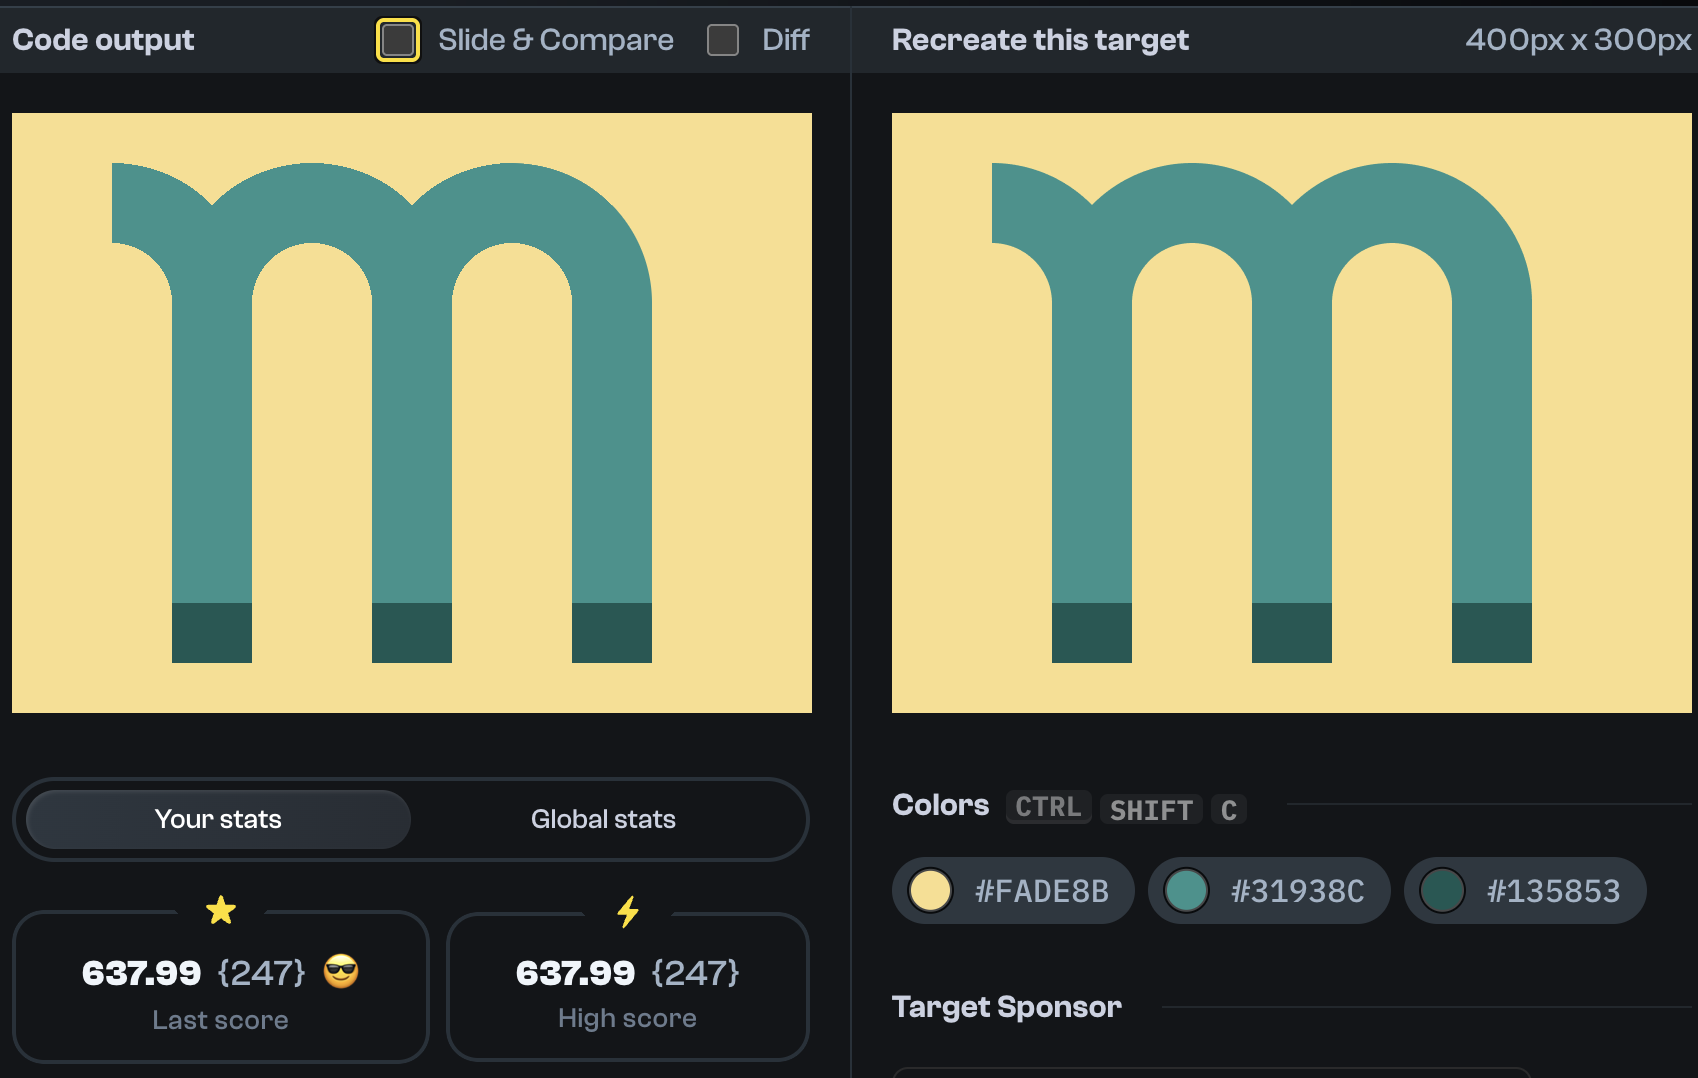 Code output
Slide & Compare
Diff
Recreate this target
400px x 300px
Your stats
Global stats
637.99 {247}
Last score
637.99 {247}
High score
Colors CTRL SHIFT C
#FADE8B
#31938C
#135853
Target Sponsor